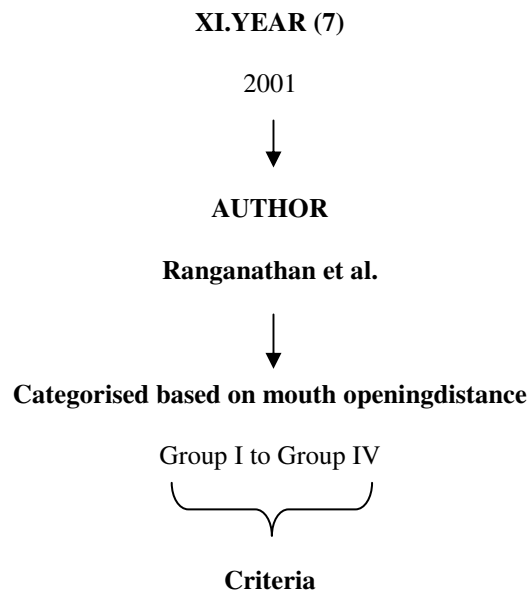 XI.YEAR (7)
2001
AUTHOR
Ranganathan et al.
Categorised based on mouth openingdistance
Group I to Group IV
Criteria